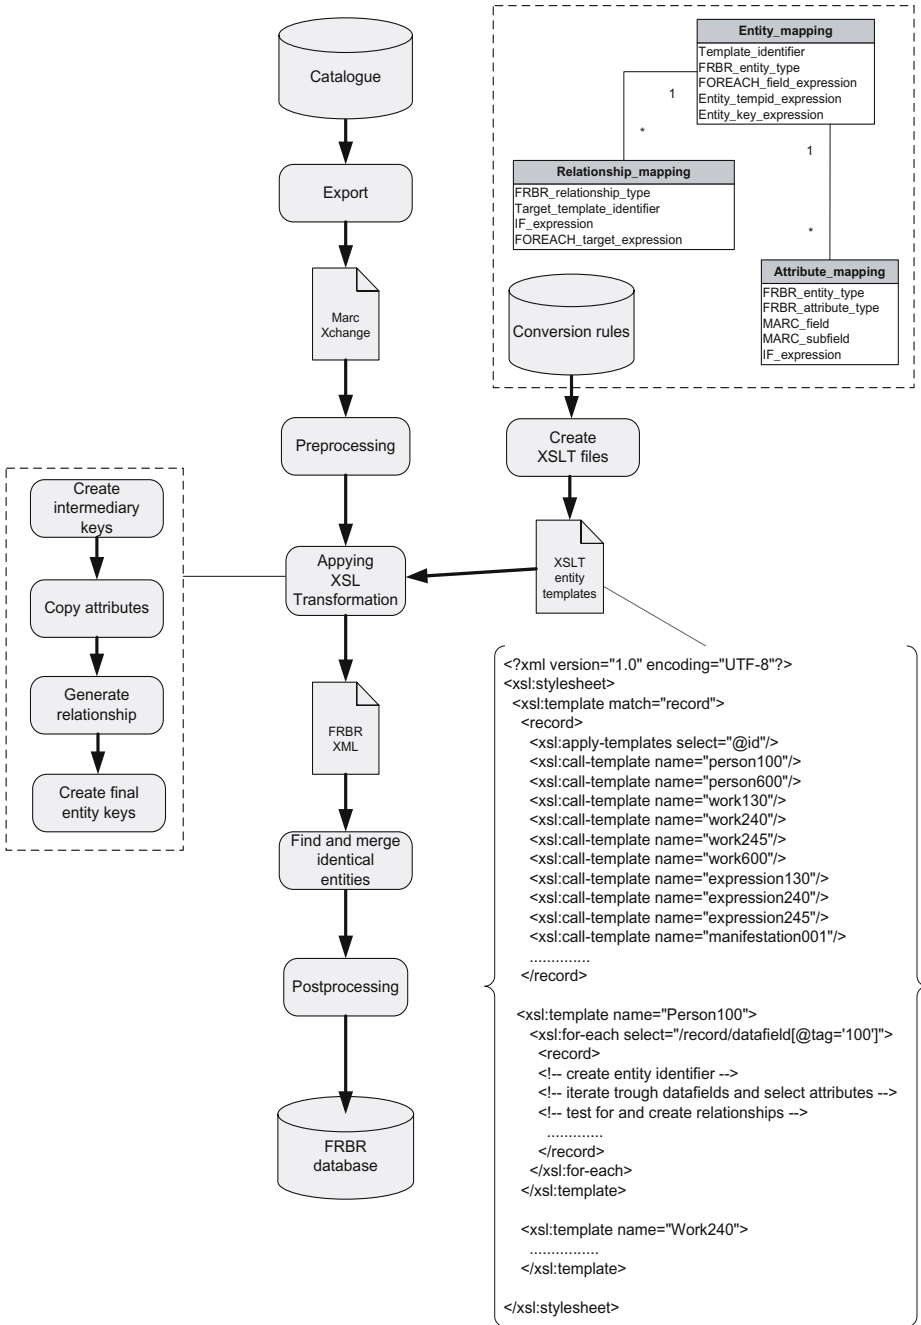 Catalogue
Export
Marc
Xchange
Preprocessing
Appying
XSL
Transformation
FRBR
XML
Find and merge
identical
entities
Postprocessing
FRBR
database
Create
intermediary
keys
Copy attributes
Generate
relationship
Create final
entity keys
Entity_mapping
Template_identifier
FRBR_entity_type
FOREACH_field_expression
Entity_tempid_expression
Entity_key_expression
1
*
1
*
Relationship_mapping
FRBR_relationship_type
Target_template_identifier
IF_expression
FOREACH_target_expression
Attribute_mapping
FRBR_entity_type
FRBR_attribute_type
MARC_field
MARC_subfield
IF_expression
Conversion rules
Create
XSLT files
XSLT
entity
templates
<?xml version="1.0" encoding="UTF-8"?>
<xsl:stylesheet>
<xsl:template match="record">
<record>
<xsl:apply-templates select="@id"/>
<xsl:call-template name="person100"/>
<xsl:call-template name="person600"/>
<xsl:call-template name="work130"/>
<xsl:call-template name="work240"/>
<xsl:call-template name="work245"/>
<xsl:call-template name="work600"/>
<xsl:call-template name="expression130"/>
<xsl:call-template name="expression240"/>
<xsl:call-template name="expression245"/>
<xsl:call-template name="manifestation001"/>
..............
</record>
<xsl:template name="Person100">
<xsl:for-each select="/record/datafield[@tag='100']">
<record>
<!-- create entity identifier -->
<!-- iterate trough datafields and select attributes -->
<!-- test for and create relationships -->
.............
</record>
</xsl:for-each>
</xsl:template>
<xsl:template name="Work240">
................
</xsl:template>
</xsl:stylesheet>